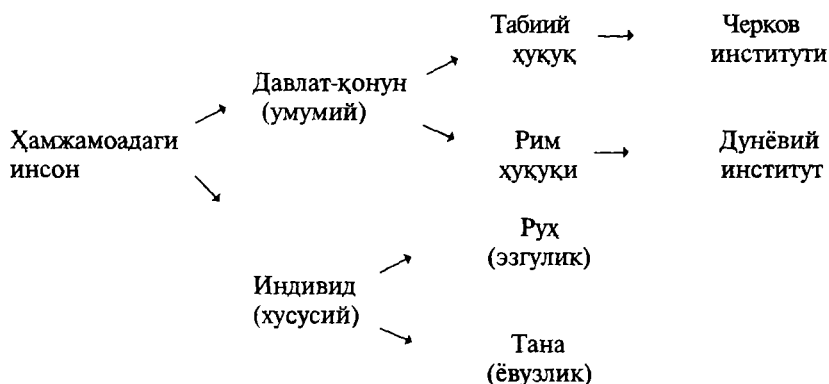 Табиий
ҳуқуқ
Черков
институти
Давлат-қонун
(умумий)
Ҳамжамоадаги
инсон
Рим
ҳуқуқи
Дунёвий
институт
Руҳ
(эзгулик)
Индивид
(хусусий)
Тана
(ёвузлик)